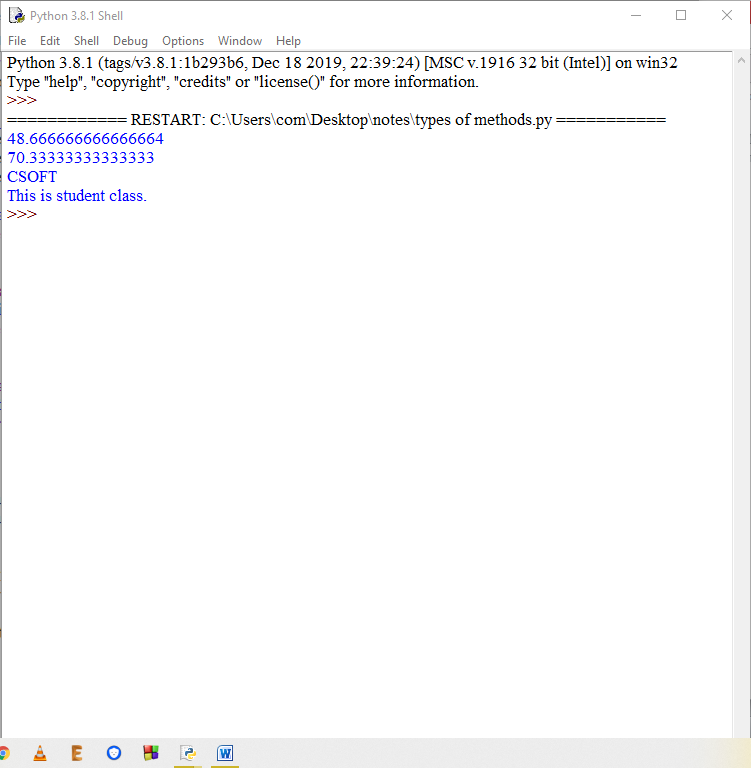 Python 3.8.1 Shell
File Edit Shell Debug Options Window Help
Python 3.8.1 (tags/v3.8.1:1b293b6, Dec 18 2019, 22:39:24) [MSC v.1916 32 bit (Intel)] on win32
Type "help", "copyright", "credits" or "license()" for more information.
>>>
============ RESTART: C:\Users\com\Desktop\notes\types of methods.py ===========
48.666666666666664
70.33333333333333
CSOFT
This is student class.
>>>
E W